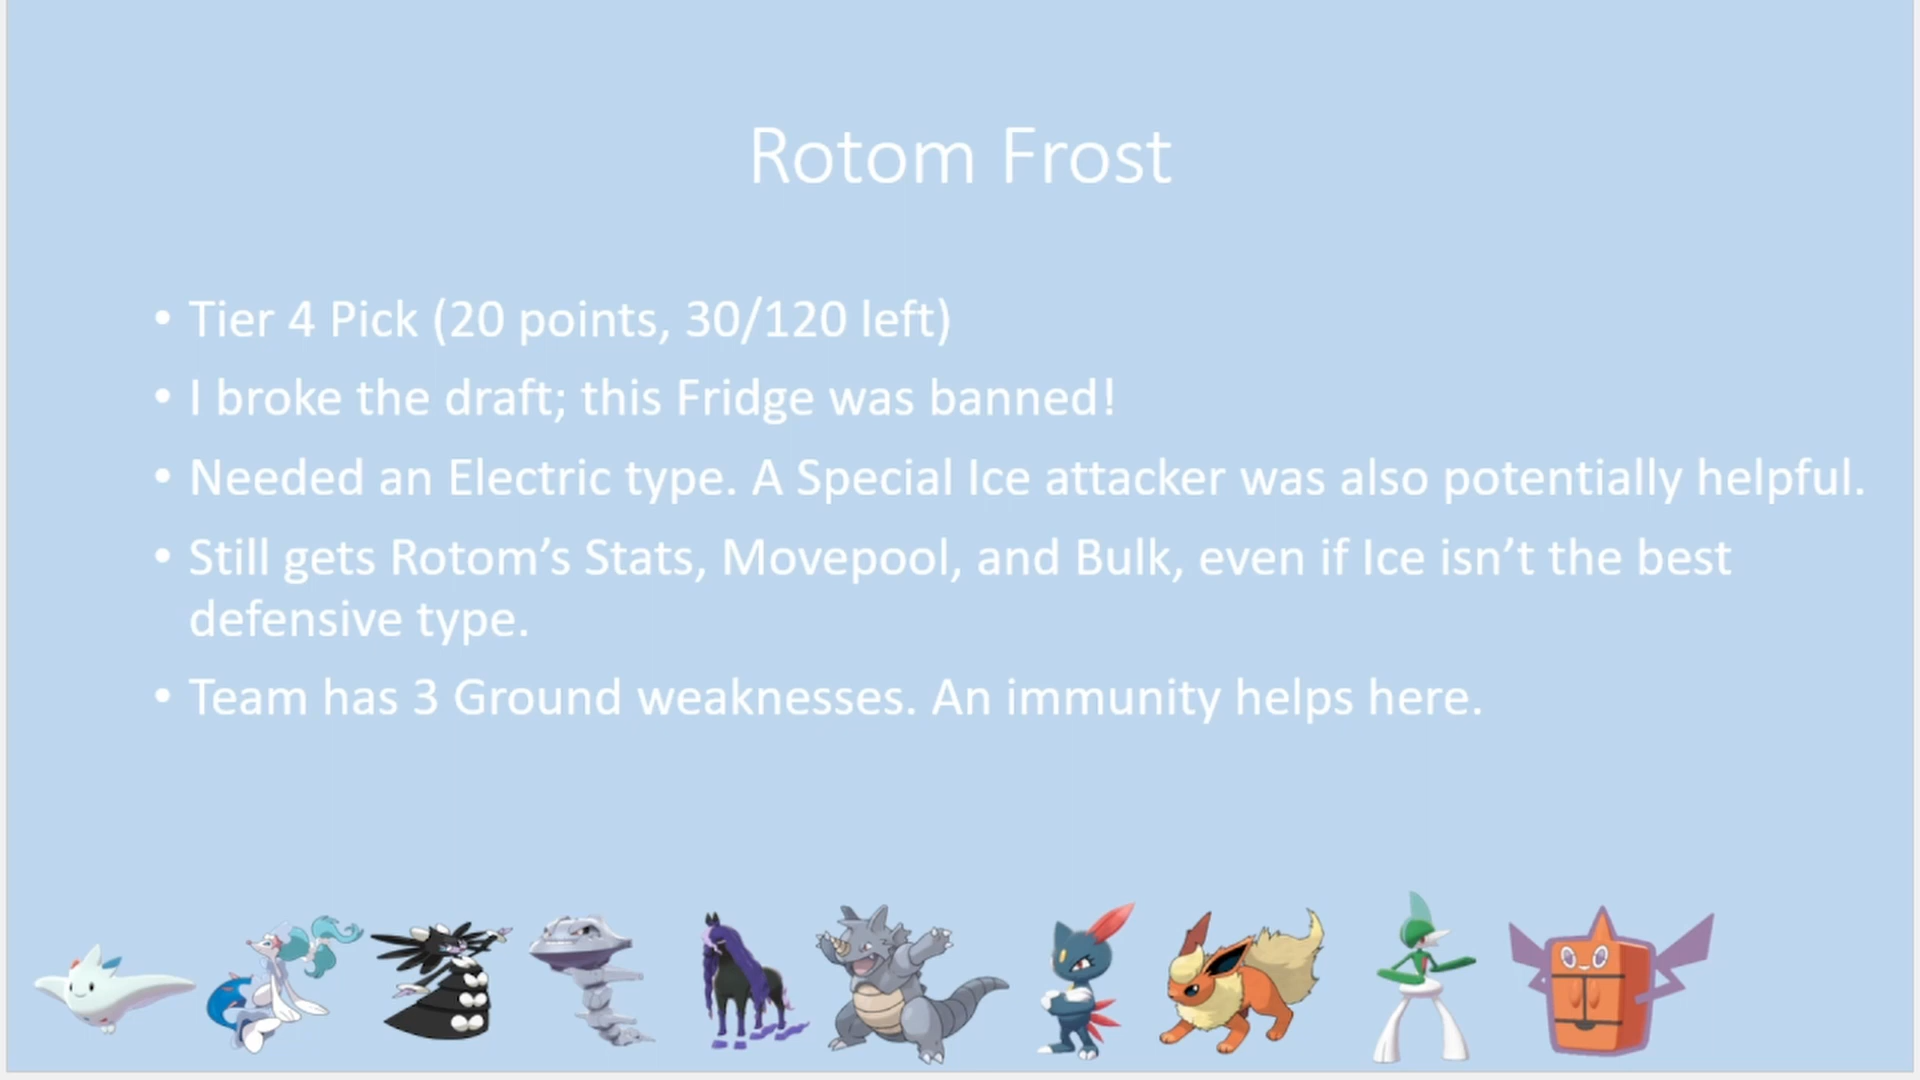 Rotom Frost
• Tier 4 Pick (20 points, 30/120 left)
• I broke the draft; this Fridge was banned!
• Needed an Electric type. A Special Ice attacker was also potentially helpful.
• Still gets Rotom’s Stats, Movepool, and Bulk, even if Ice isn’t the best
defensive type.
• Team has 3 Ground weaknesses. An immunity helps here.